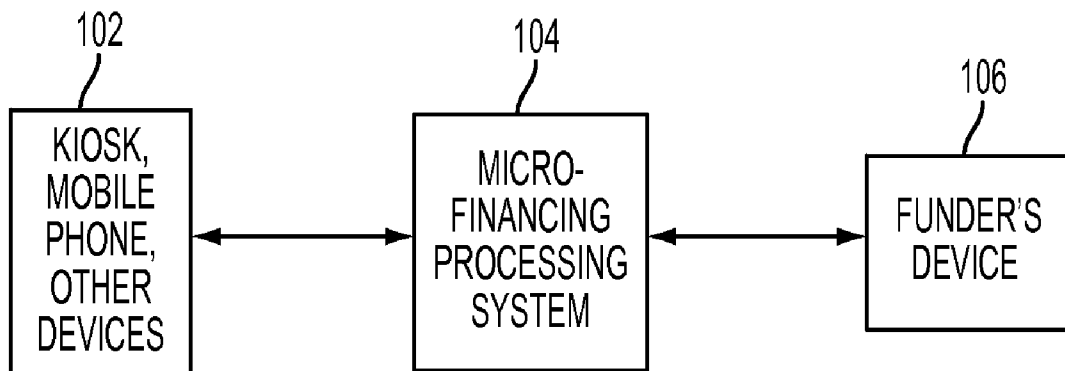 102
104
106
KIOSK,
MOBILE
PHONE,
OTHER
DEVICES
MICRO-
FINANCING
PROCESSING
SYSTEM
FUNDER'S
DEVICE